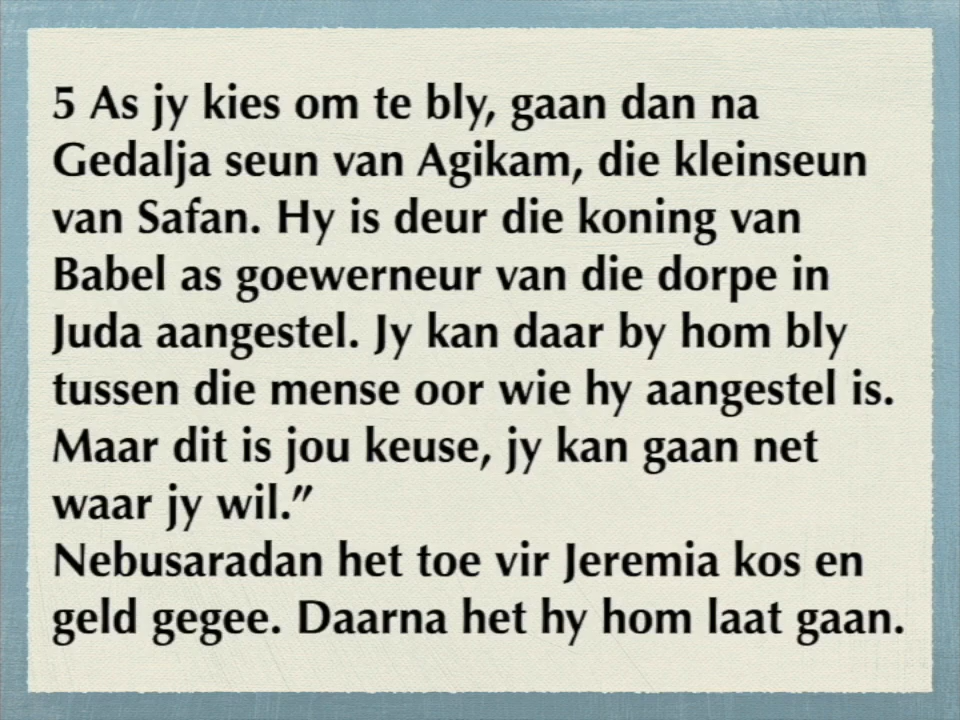 5 As jy kies om te bly, gaan dan na
Gedalja seun van Agikam, die kleinseun
van Safan. Hy is deur die koning van
Babel as goewerneur van die dorpe in
Juda aangestel. Jy kan daar by hom bly
tussen die mense oor wie hy aangestel is.
Maar dit is jou keuse, jy kan gaan net
waar jy wil.”
Nebusaradan het toe vir Jeremia kos en
geld gegee. Daarna het hy hom laat gaan.